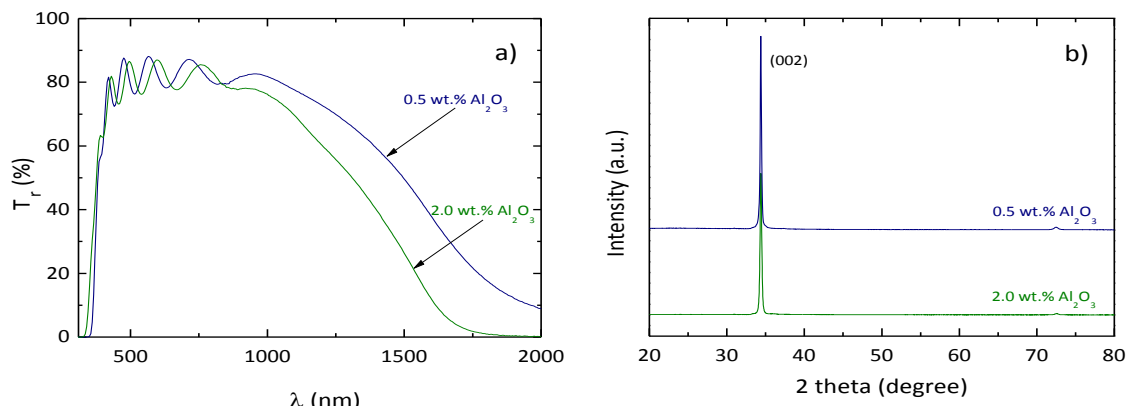 100
80
60
40
20
0
T_r (%)
a)
0.5 wt.% Al₂O₃
2.0 wt.% Al₂O₃
500
1000
1500
2000
λ (nm)
b)
(002)
Intensity (a.u.)
0.5 wt.% Al₂O₃
2.0 wt.% Al₂O₃
20 30 40 50 60 70 80
2 theta (degree)